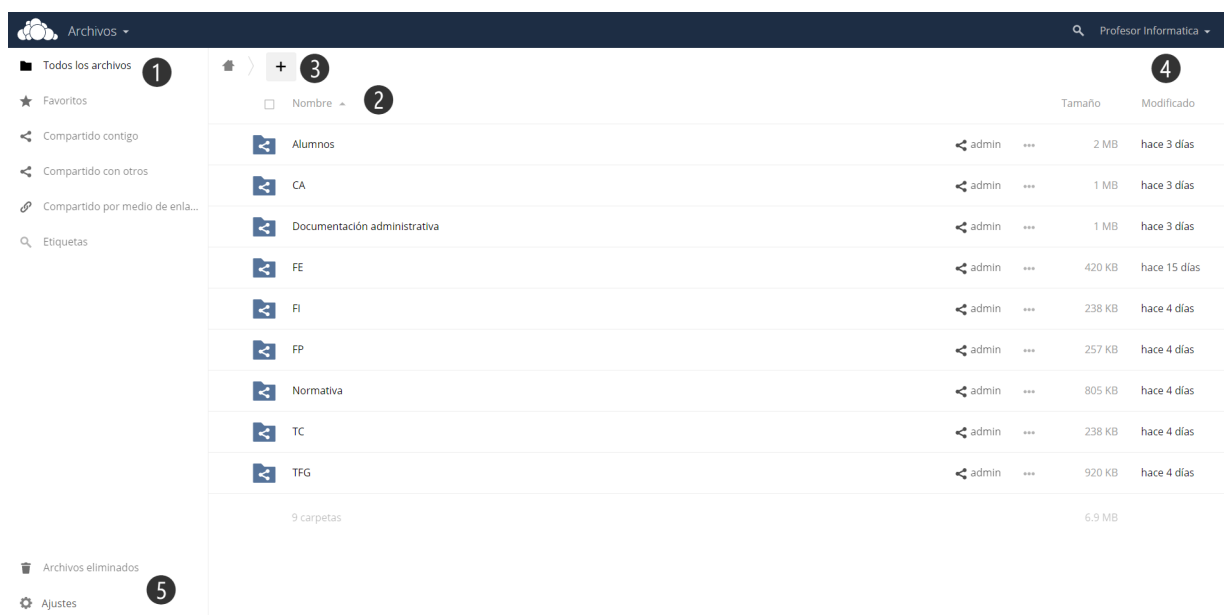 Archivos
Profesor Informatica
Todos los archivos 1
+ 3
4
Favoritos
Nombre 2 Tamaño Modificado
Compartido contigo
Alumnos admin ... 2 MB hace 3 días
Compartido con otros
CA admin ... 1 MB hace 3 días
Compartido por medio de enla...
Documentación administrativa admin ... 1 MB hace 3 días
Etiquetas
FE admin ... 420 KB hace 15 días
FI admin ... 238 KB hace 4 días
FP admin ... 257 KB hace 4 días
Normativa admin ... 805 KB hace 4 días
TC admin ... 238 KB hace 4 días
TFG admin ... 920 KB hace 4 días
9 carpetas 6.9 MB
Archivos eliminados
5
Ajustes